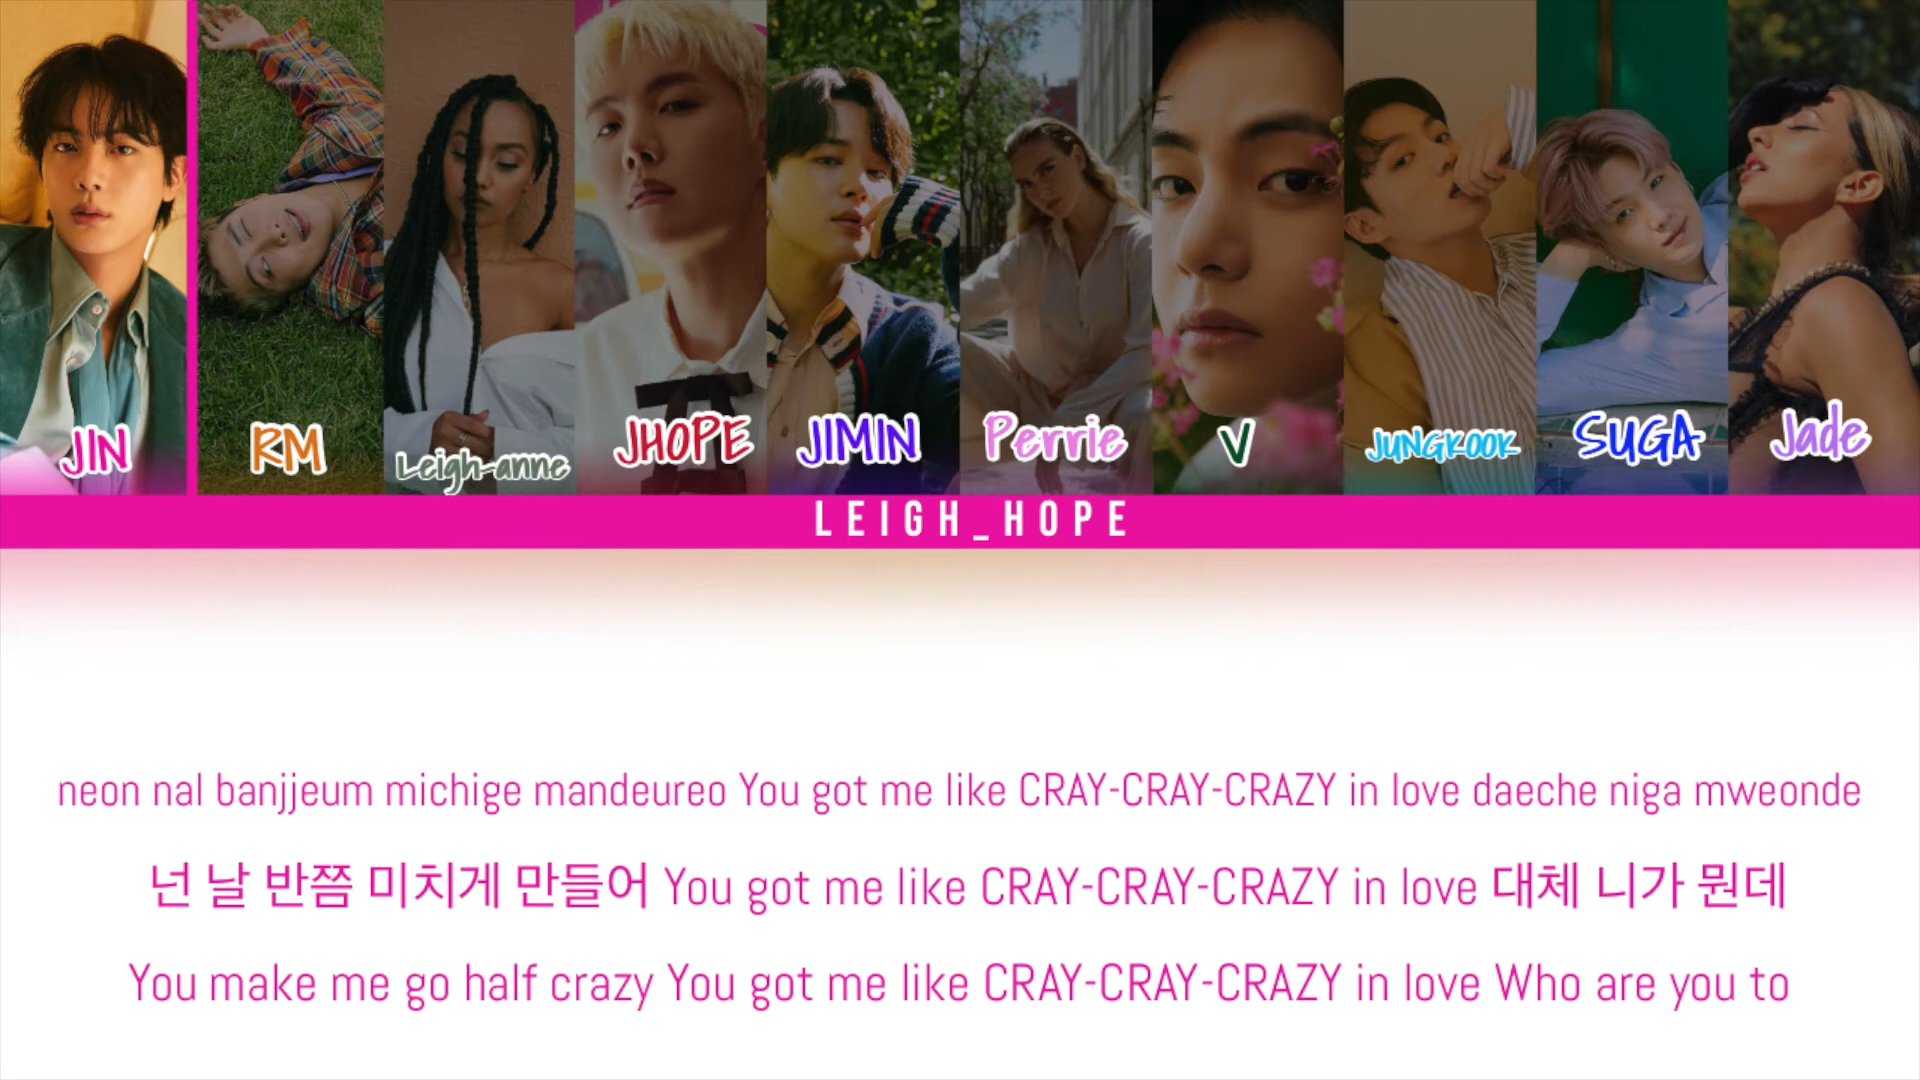 JIN RM Leigh-anne JHOPE JIMIN Perrie V JUNGKOOK SUGA Jade
LEIGH_HOPE
neon nal banjjeum michige mandeureo You got me like CRAY-CRAY-CRAZY in love daeche niga mweonde
넌 날 반쯤 미치게 만들어 You got me like CRAY-CRAY-CRAZY in love 대체 니가 뭔데
You make me go half crazy You got me like CRAY-CRAY-CRAZY in love Who are you to